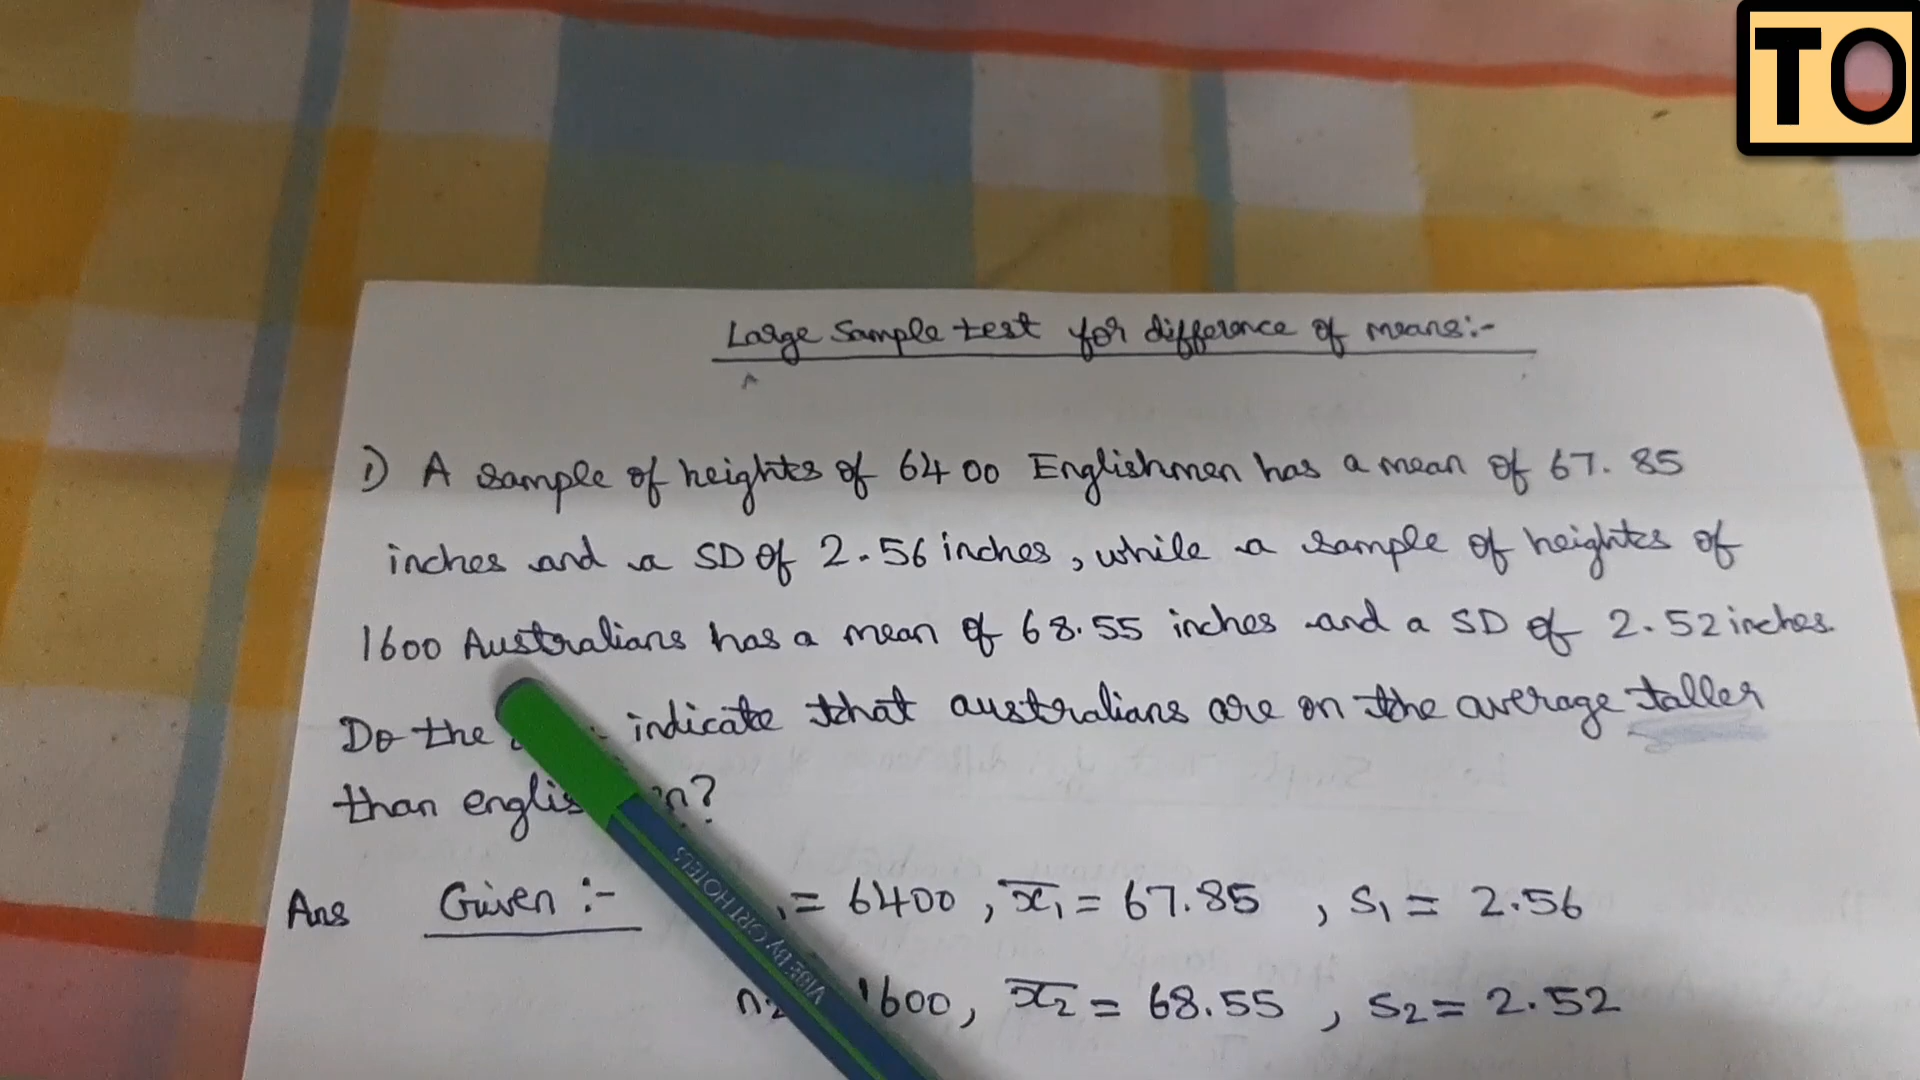 TO
Large Sample test for difference of means:-
1) A sample of heights of 6400 Englishmen has a mean of 67.85
inches and a SD of 2.56 inches, while a sample of heights of
1600 Australians has a mean of 68.55 inches and a SD of 2.52 inches.
Do the indicate that australians are on the average taller
than ?
Ans Given :- = 6400, x̄₁ = 67.85, S₁ = 2.56
1600, x̄₂ = 68.55, S₂ = 2.52
VIBE BY OR HOTELS